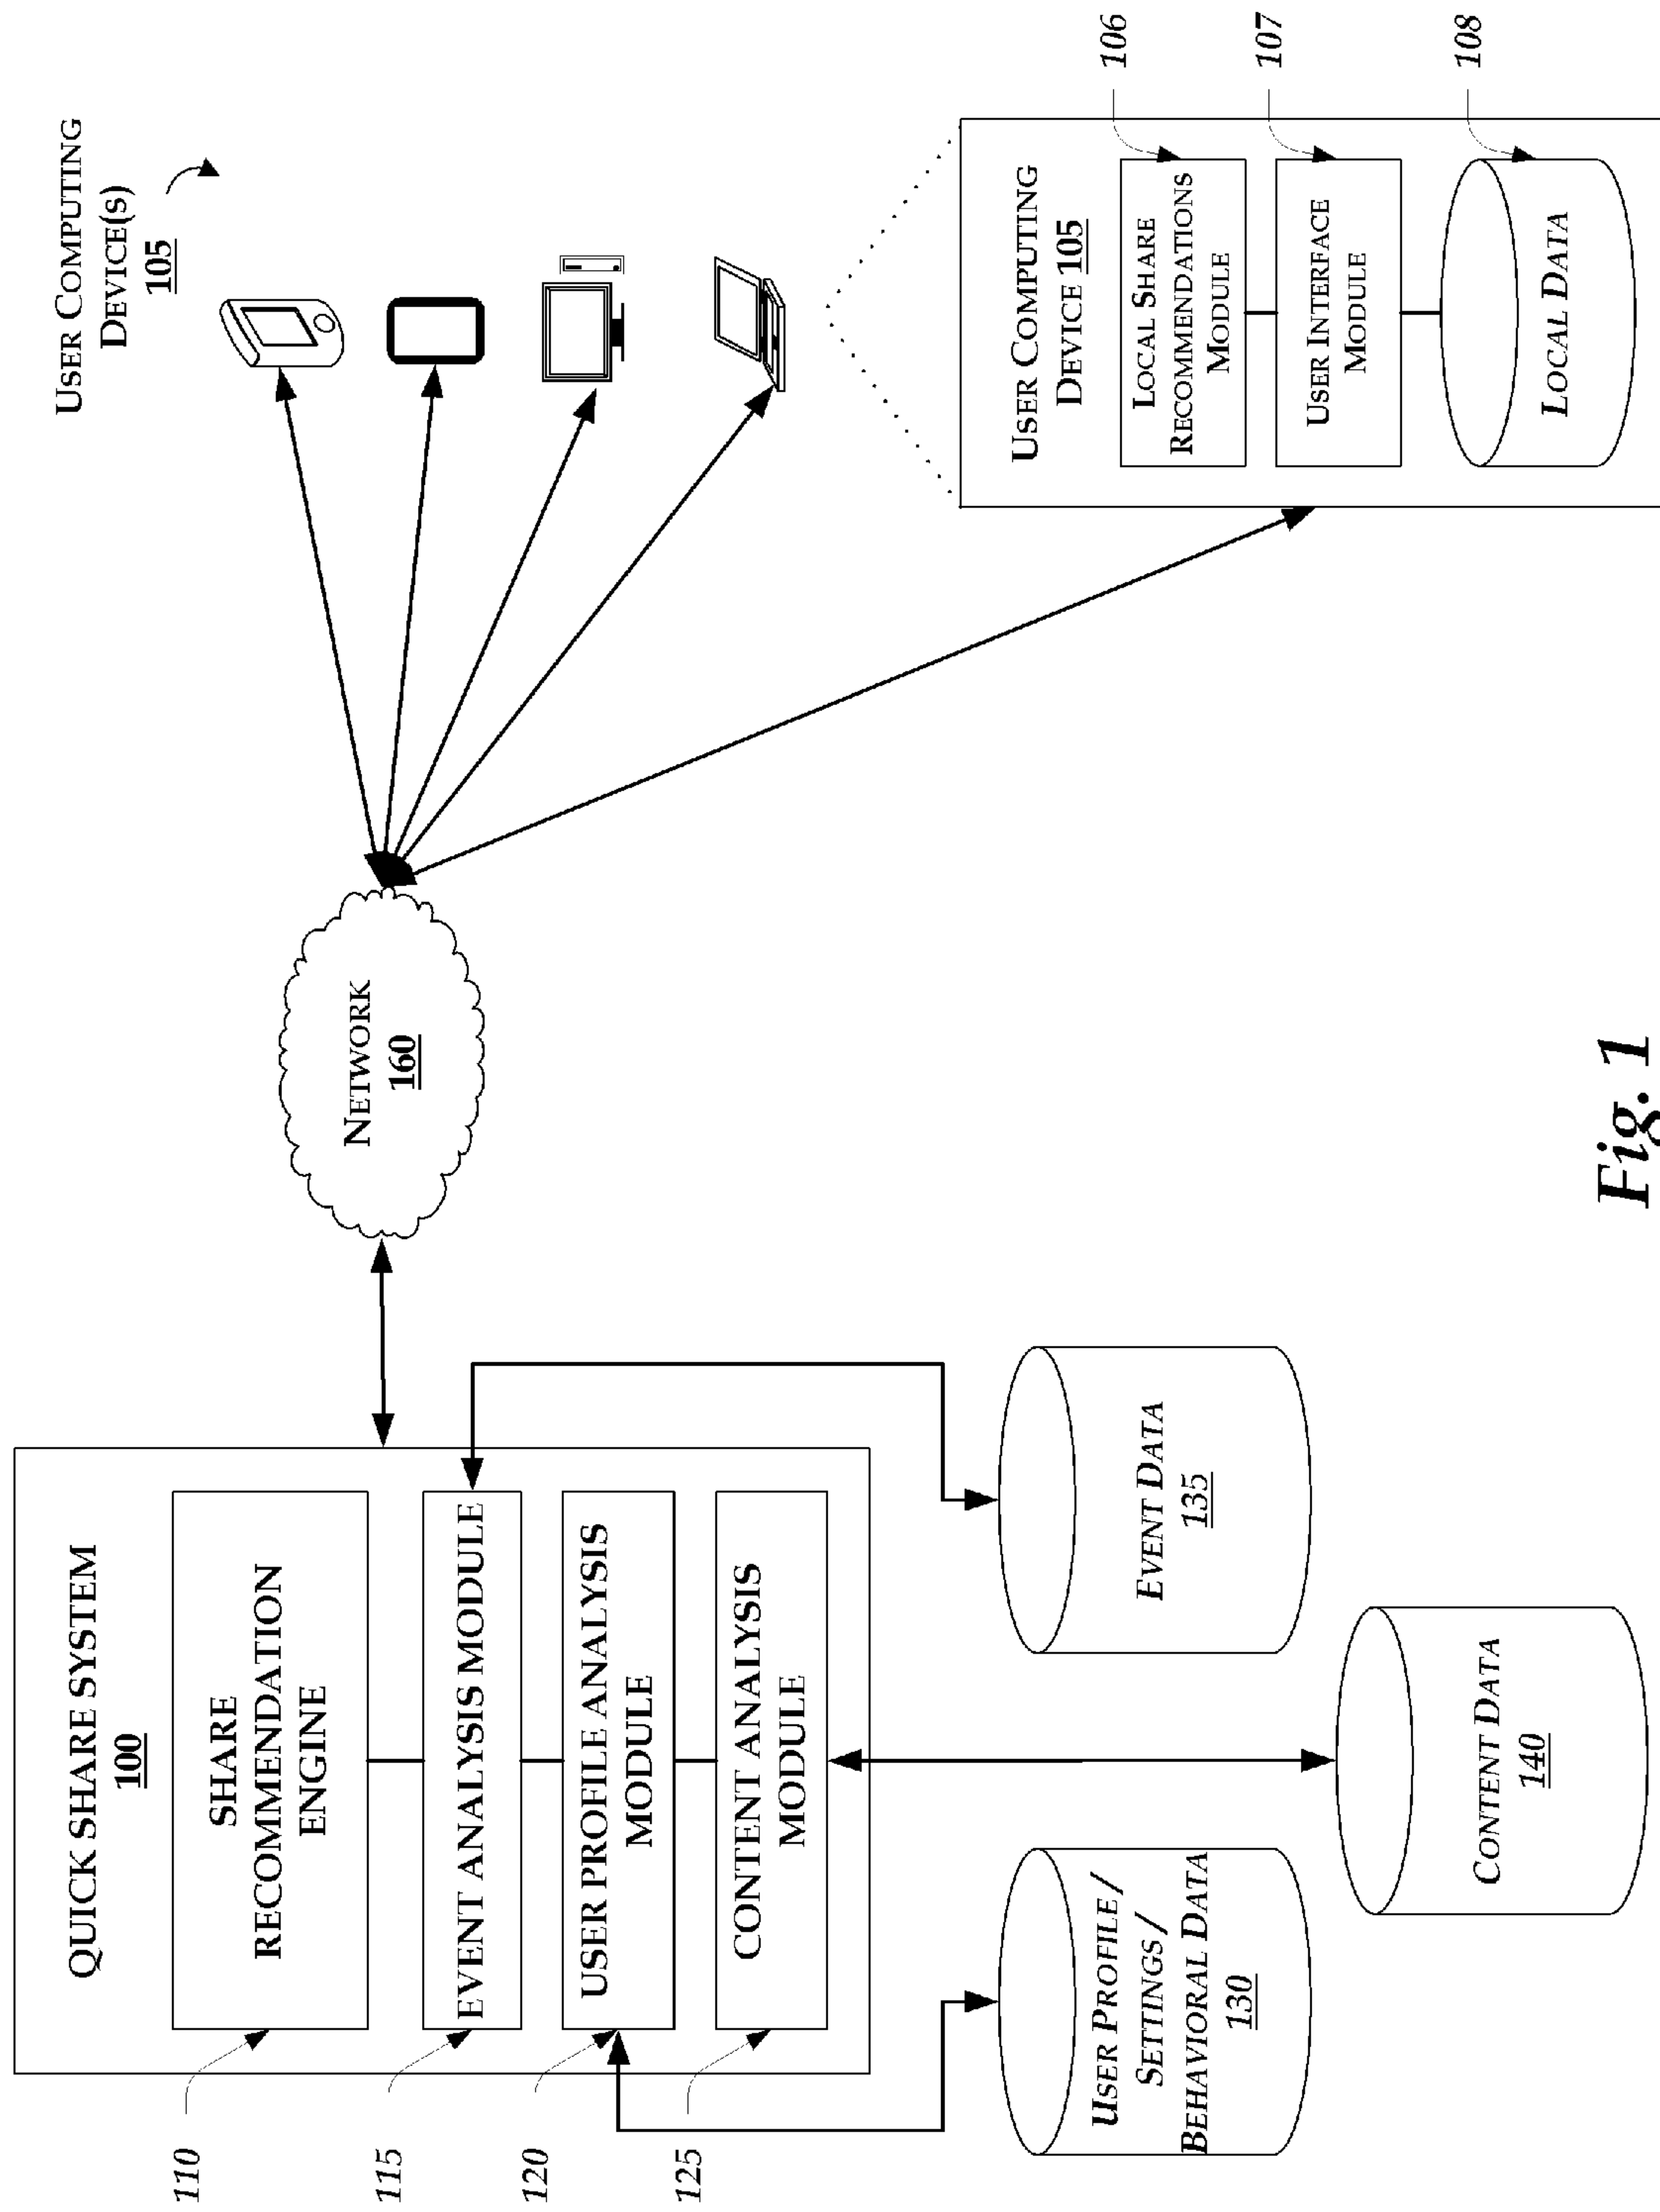 QUICK SHARE SYSTEM
100
110
SHARE
RECOMMENDATION
ENGINE
115
EVENT ANALYSIS MODULE
120
USER PROFILE ANALYSIS
MODULE
125
CONTENT ANALYSIS
MODULE
USER PROFILE /
SETTINGS /
BEHAVIORAL DATA
130
CONTENT DATA
140
EVENT DATA
135
NETWORK
160
USER COMPUTING
DEVICE(S)
105
USER COMPUTING
DEVICE 105
LOCAL SHARE
RECOMMENDATIONS
MODULE
106
USER INTERFACE
MODULE
107
LOCAL DATA
108
Fig. 1